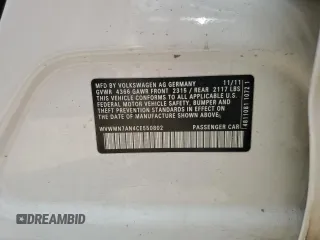 MFD. BY VOLKSWAGEN AG GERMANY 11/11
GVWR 4366 GAWR FRONT 2315 / REAR 2117 LBS
THIS VEHICLE CONFORMS TO ALL APPLICABLE U.S.
FEDERAL MOTOR VEHICLE SAFETY, BUMPER AND
THEFT PREVENTION STANDARDS IN EFFECT ON THE
DATE OF MANUFACTURE SHOWN ABOVE.
WVWMN7AN4CE550802 PASSENGER CAR
AUTOBIDMASTER